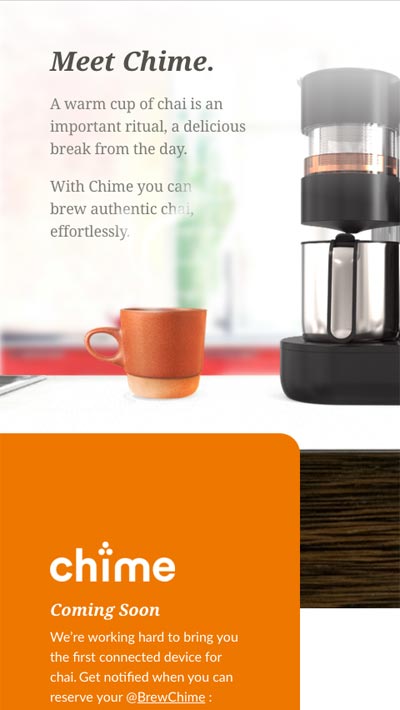 Meet Chime.
A warm cup of chai is an
important ritual, a delicious
break from the day.
With Chime you can
brew authentic chai,
effortlessly.
chime
Coming Soon
We're working hard to bring you
the first connected device for
chai. Get notified when you can
reserve your @BrewChime :